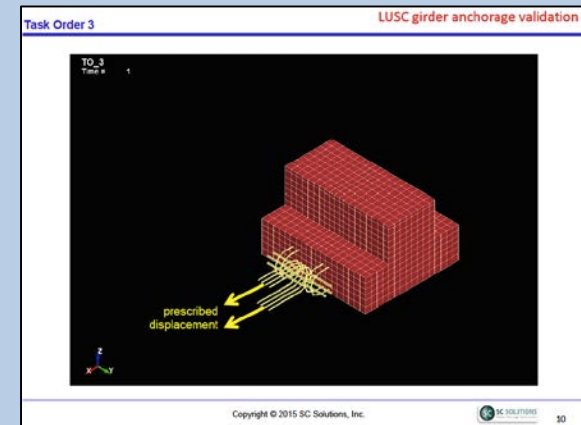 Task Order 3
LUSC girder anchorage validation
TO_3
Time = 1
prescribed
displacement
Z
X
Y
Copyright © 2015 SC Solutions, Inc.
SC SOLUTIONS
10